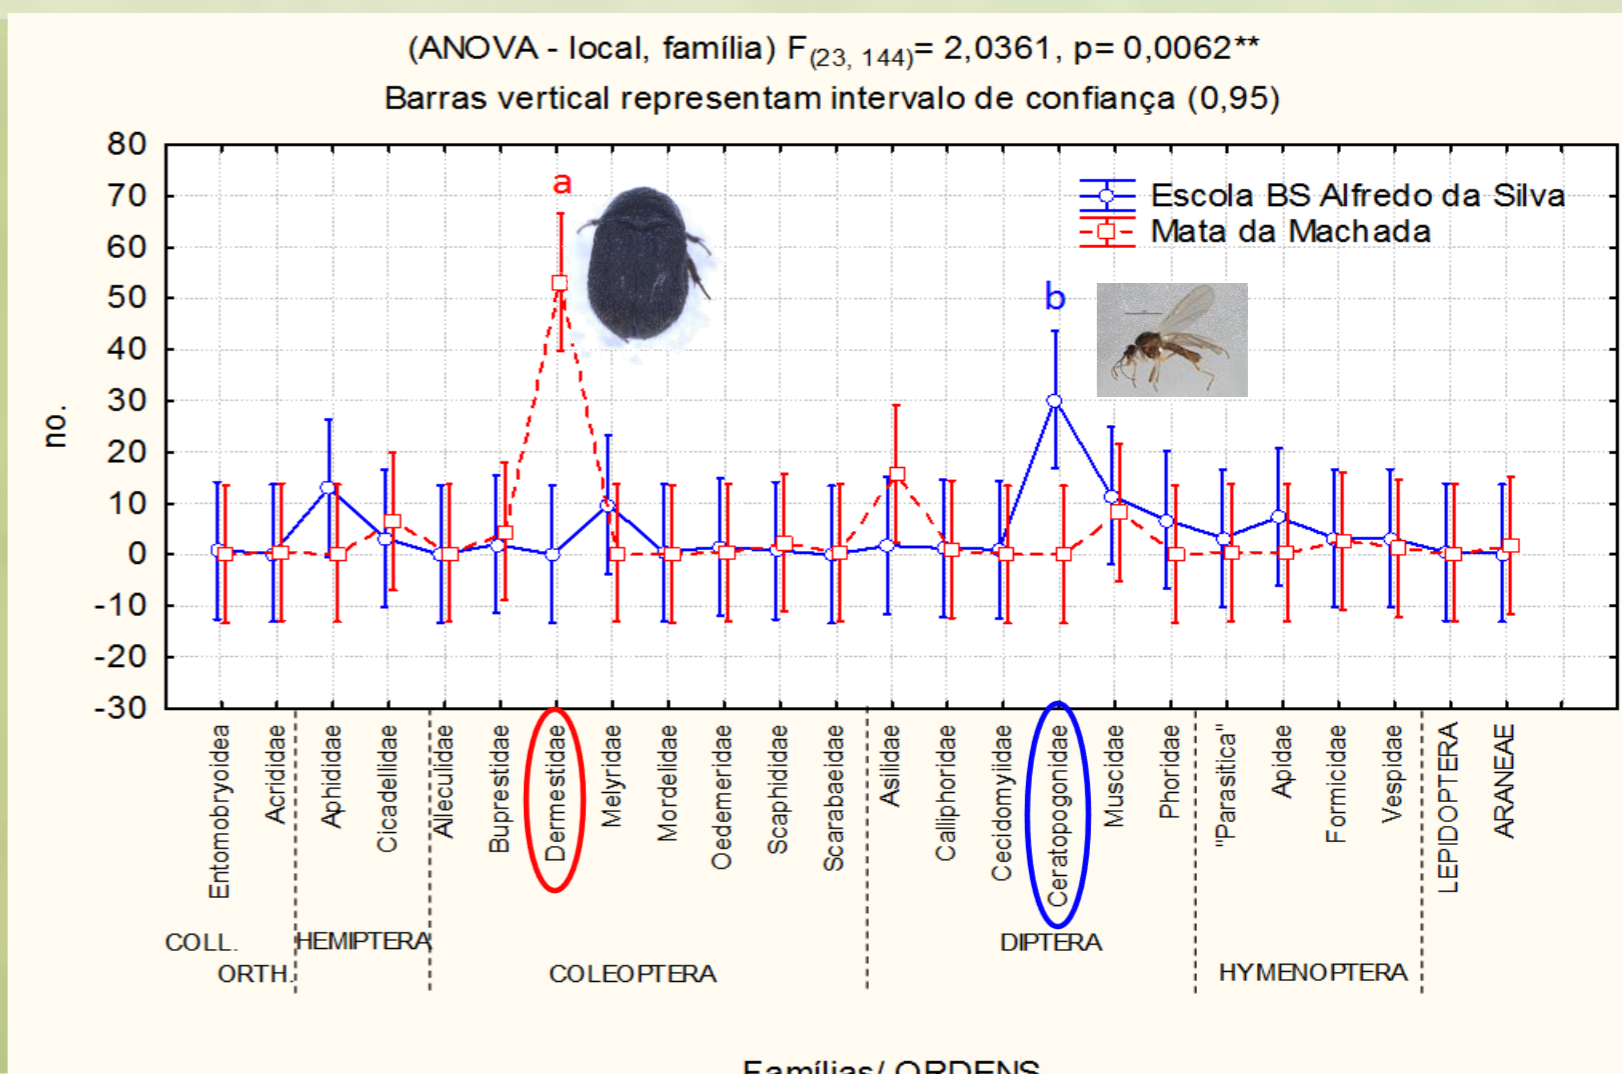 (ANOVA - local, família) F(23, 144)= 2,0361, p= 0,0062**
Barras vertical representam intervalo de confiança (0,95)
80
70
60
50
40
30
20
10
0
-10
-20
-30
no.
a
b
Escola BS Alfredo da Silva
Mata da Machada
Entomobryoidea
Acrididae
Aphididae
Cicadellidae
Alleculidae
Buprestidae
Dermestidae
Melyridae
Mordelidae
Oedemeridae
Scaphididae
Scarabaeidae
Asilidae
Calliphoridae
Cecidomyiidae
Ceratopogonidae
Muscidae
Phoridae
"Parasitica"
Apidae
Formicidae
Vespidae
LEPIDOPTERA
ARANEAE
COLL.
ORTH.
HEMIPTERA
COLEOPTERA
DIPTERA
HYMENOPTERA
Famílias/ ORDENS